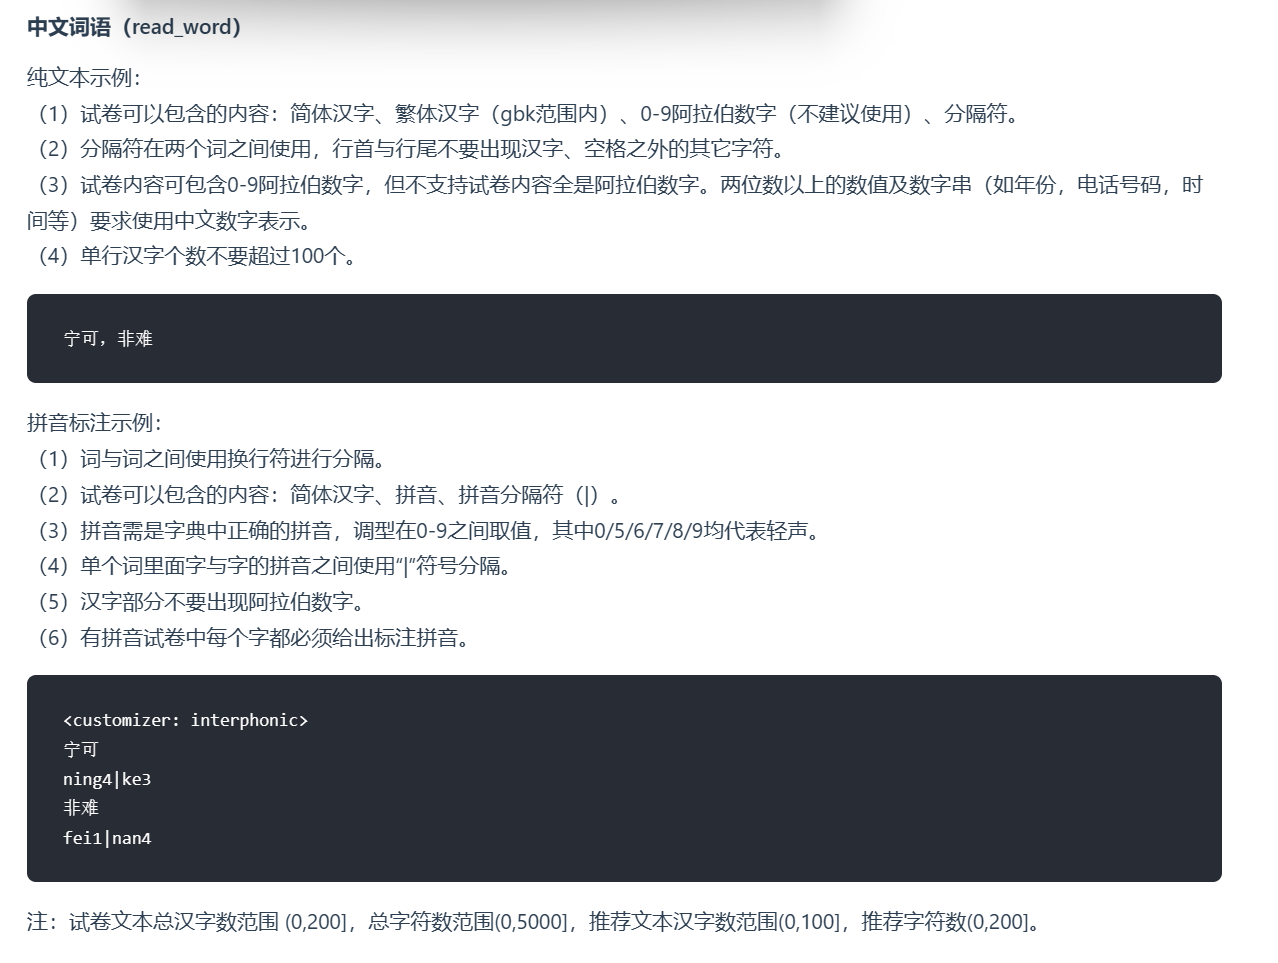 中文词语（read_word）
纯文本示例：
（1）试卷可以包含的内容：简体汉字、繁体汉字（gbk范围内）、0-9阿拉伯数字（不建议使用）、分隔符。
（2）分隔符在两个词之间使用，行首与行尾不要出现汉字、空格之外的其它字符。
（3）试卷内容可包含0-9阿拉伯数字，但不支持试卷内容全是阿拉伯数字。两位数以上的数值及数字串（如年份，电话号码，时
间等）要求使用中文数字表示。
（4）单行汉字个数不要超过100个。
宁可，非难
拼音标注示例：
（1）词与词之间使用换行符进行分隔。
（2）试卷可以包含的内容：简体汉字、拼音、拼音分隔符（|）。
（3）拼音需是字典中正确的拼音，调型在0-9之间取值，其中0/5/6/7/8/9均代表轻声。
（4）单个词里面字与字的拼音之间使用“|”符号分隔。
（5）汉字部分不要出现阿拉伯数字。
（6）有拼音试卷中每个字都必须给出标注拼音。
<customizer: interphonic>
宁可
ning4|ke3
非难
fei1|nan4
注：试卷文本总汉字数范围 (0,200]，总字符数范围(0,5000]，推荐文本汉字数范围(0,100]，推荐字符数(0,200]。